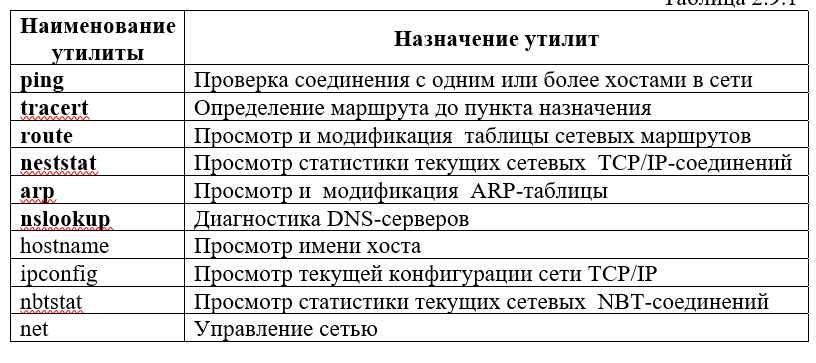 Таблица 2.9.1
Наименование утилиты Назначение утилит
ping Проверка соединения с одним или более хостами в сети
tracert Определение маршрута до пункта назначения
route Просмотр и модификация таблицы сетевых маршрутов
neststat Просмотр статистики текущих сетевых TCP/IP-соединений
arp Просмотр и модификация ARP-таблицы
nslookup Диагностика DNS-серверов
hostname Просмотр имени хоста
ipconfig Просмотр текущей конфигурации сети TCP/IP
nbtstat Просмотр статистики текущих сетевых NBT-соединений
net Управление сетью